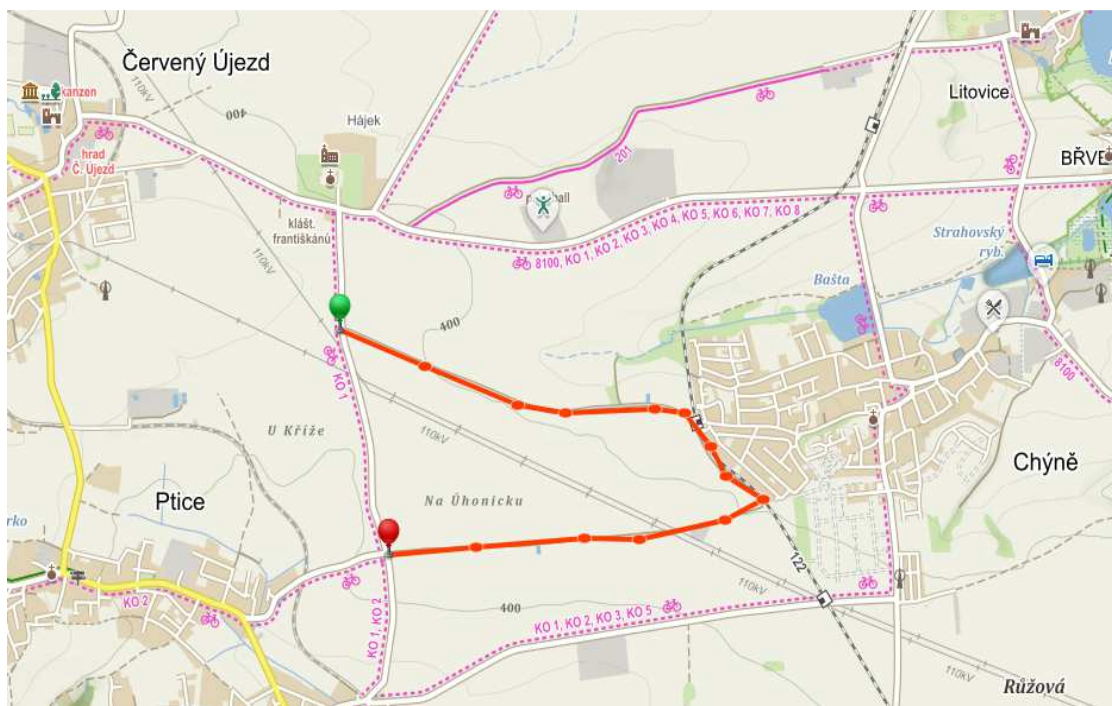 Červený Újezd
110kV
400
Hájek
Litovice
kanzen
hrad
Č. Újezd
201
BŘVE
klášt.
františkánů
8100, KO 1, KO 2, KO 3, KO 4, KO 5, KO 6, KO 7, KO 8
Strahovský
ryb.
110kV
Bašta
400
KO 1
8100
U Kříže
110kV
Chýně
Ptice
Na Úhonicku
122
110kV
KO 2
400
KO 1, KO 2, KO 3, KO 5
110kV
KO 1, KO 2
Růžová